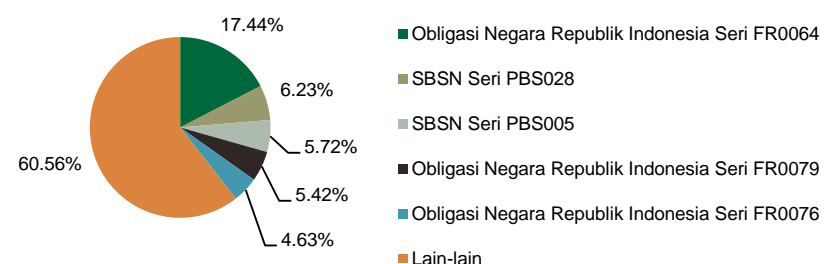 17.44%
6.23%
5.72%
5.42%
4.63%
60.56%
Obligasi Negara Republik Indonesia Seri FR0064
SBSN Seri PBS028
SBSN Seri PBS005
Obligasi Negara Republik Indonesia Seri FR0079
Obligasi Negara Republik Indonesia Seri FR0076
Lain-lain